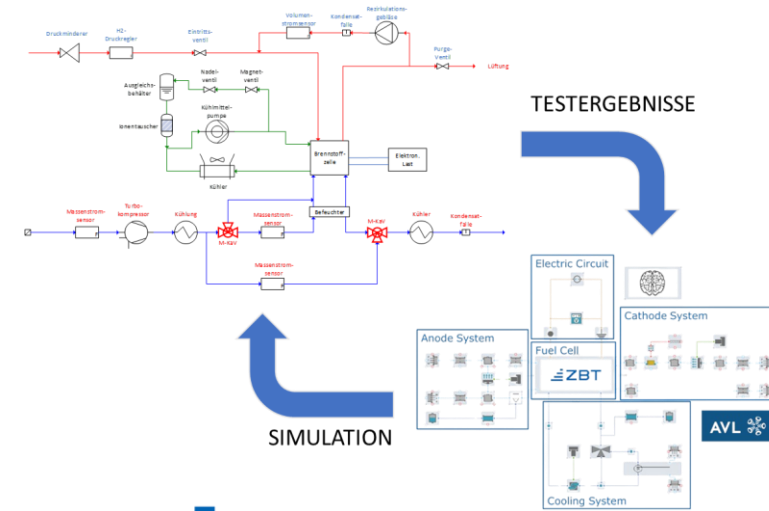 Druckminderer
H2-
Druckregler
Eintritts-
ventil
Volumen-
stromsensor
Kondensat-
falle
Rezirkulations-
gebläse
Purge-
Ventil
Lüftung
Ausgleichs-
behälter
Nadel-
ventil
Magnet-
ventil
Kühlmittel-
pumpe
Ionentauscher
Kühler
Brennstoff-
zelle
Elektron.
Last
Befeuchter
Massenstrom-
sensor
Turbo-
kompressor
Kühlung
M-KaV
Massenstrom-
sensor
Massenstrom-
sensor
M-KaV
Kühler
Kondensat-
falle
TESTERGEBNISSE
SIMULATION
Electric Circuit
Anode System
Fuel Cell
ZBT
Cathode System
Cooling System
AVL